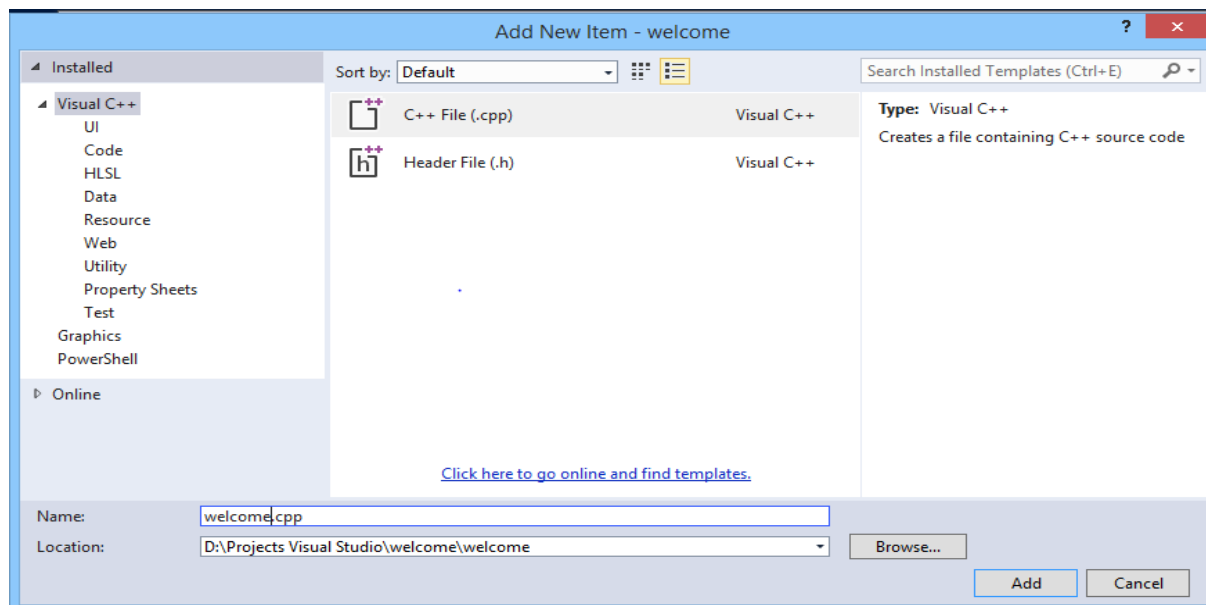 Add New Item - welcome
?
Installed
Visual C++
UI
Code
HLSL
Data
Resource
Web
Utility
Property Sheets
Test
Graphics
PowerShell
Online
Sort by: Default
C++ File (.cpp) Visual C++
Header File (.h) Visual C++
Click here to go online and find templates.
Search Installed Templates (Ctrl+E)
Type: Visual C++
Creates a file containing C++ source code
Name: welcome.cpp
Location: D:\Projects Visual Studio\welcome\welcome
Browse...
Add Cancel